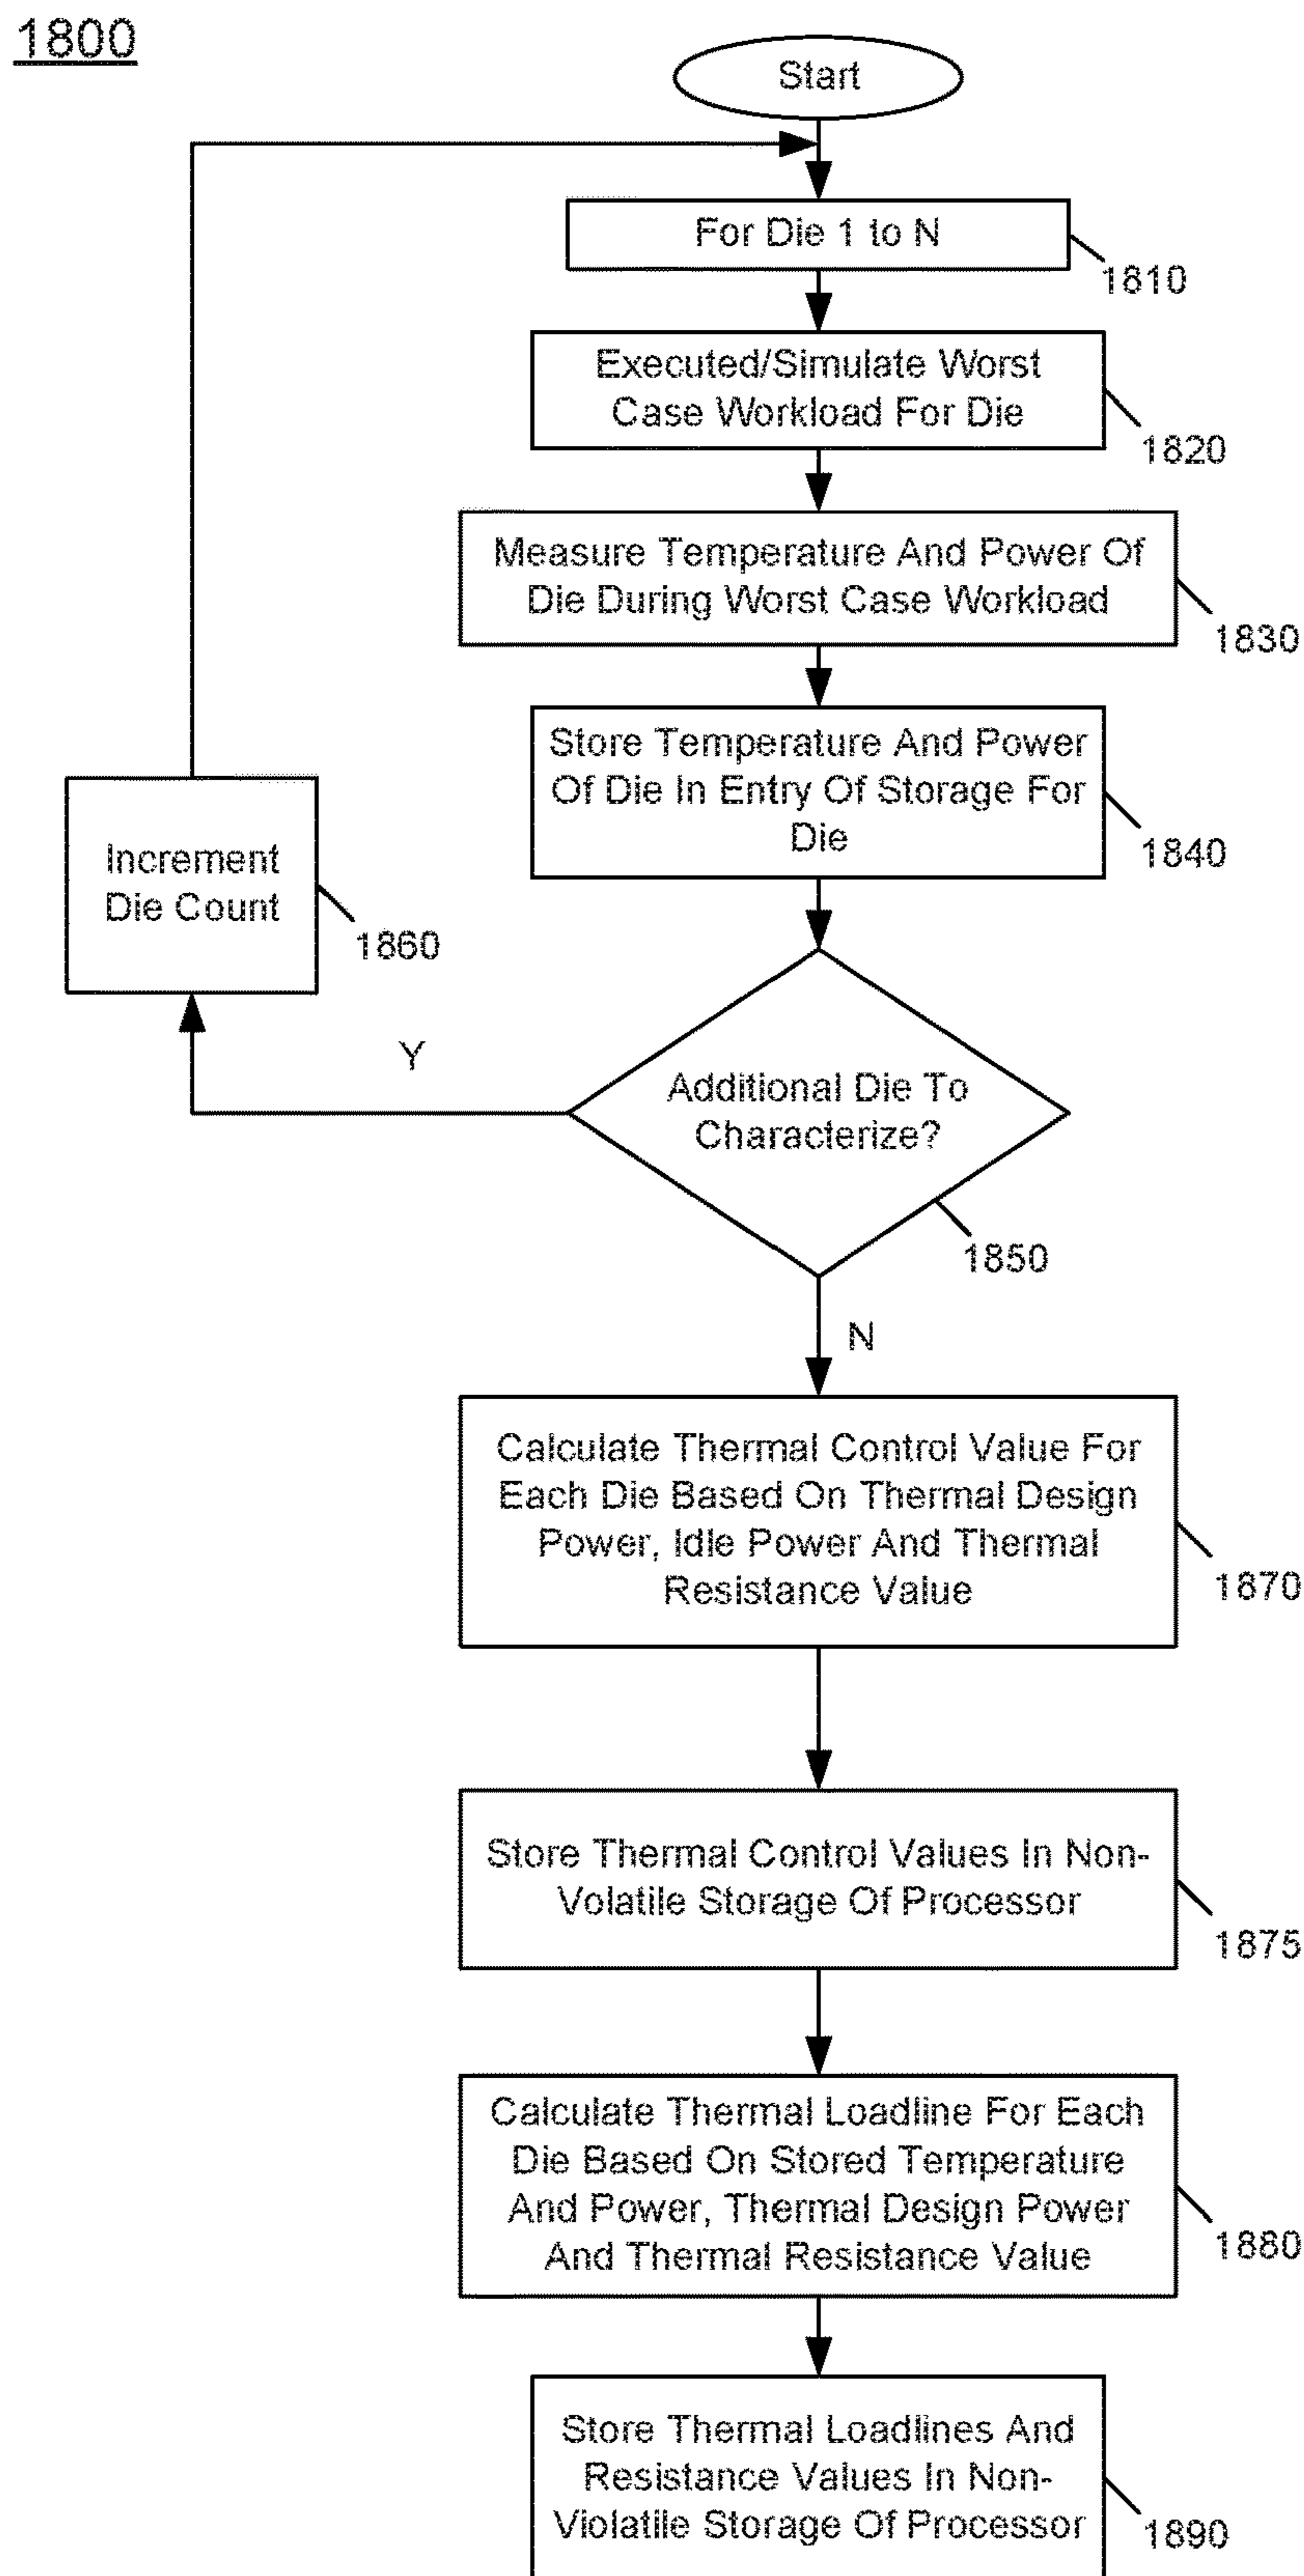 1800
Start
For Die 1 to N
1810
Executed/Simulate Worst
Case Workload For Die
1820
Measure Temperature And Power Of
Die During Worst Case Workload
1830
Store Temperature And Power
Of Die In Entry Of Storage For
Die
1840
Increment
Die Count
1860
Y
Additional Die To
Characterize?
1850
N
Calculate Thermal Control Value For
Each Die Based On Thermal Design
Power, Idle Power And Thermal
Resistance Value
1870
Store Thermal Control Values In Non-
Volatile Storage Of Processor
1875
Calculate Thermal Loadline For Each
Die Based On Stored Temperature
And Power, Thermal Design Power
And Thermal Resistance Value
1880
Store Thermal Loadlines And
Resistance Values In Non-
Violatile Storage Of Processor
1890